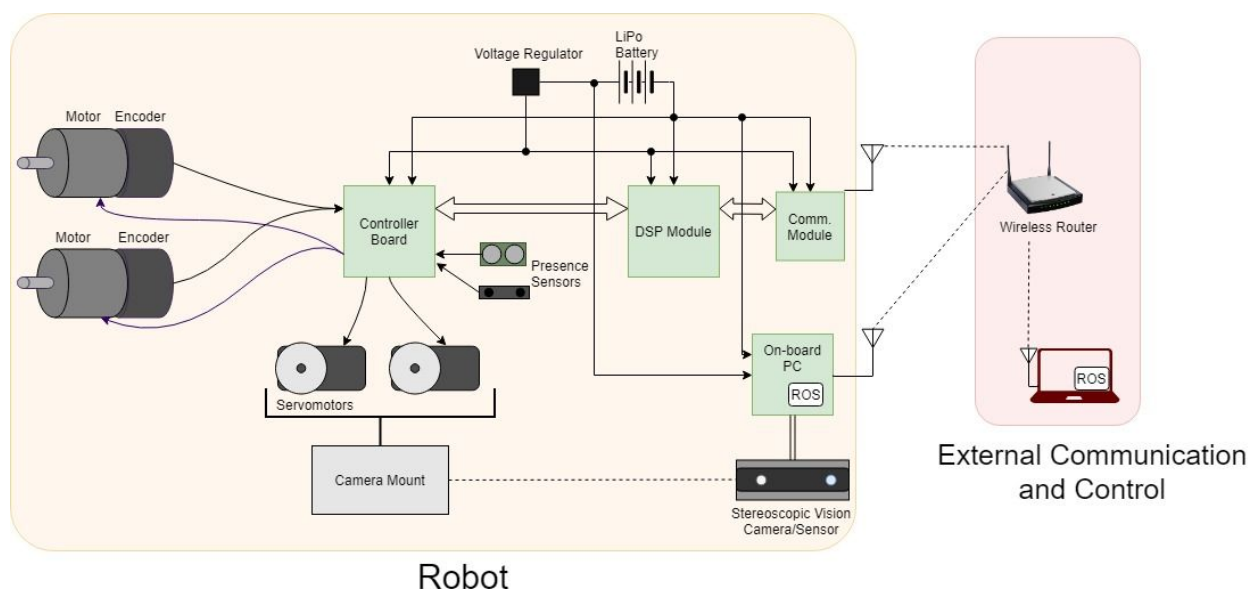 LiPo
Battery
Voltage Regulator
Motor Encoder
Motor Encoder
Controller
Board
DSP Module
Comm.
Module
Wireless Router
Presence
Sensors
On-board
PC
ROS
ROS
Servomotors
Camera Mount
Stereoscopic Vision
Camera/Sensor
External Communication
and Control
Robot